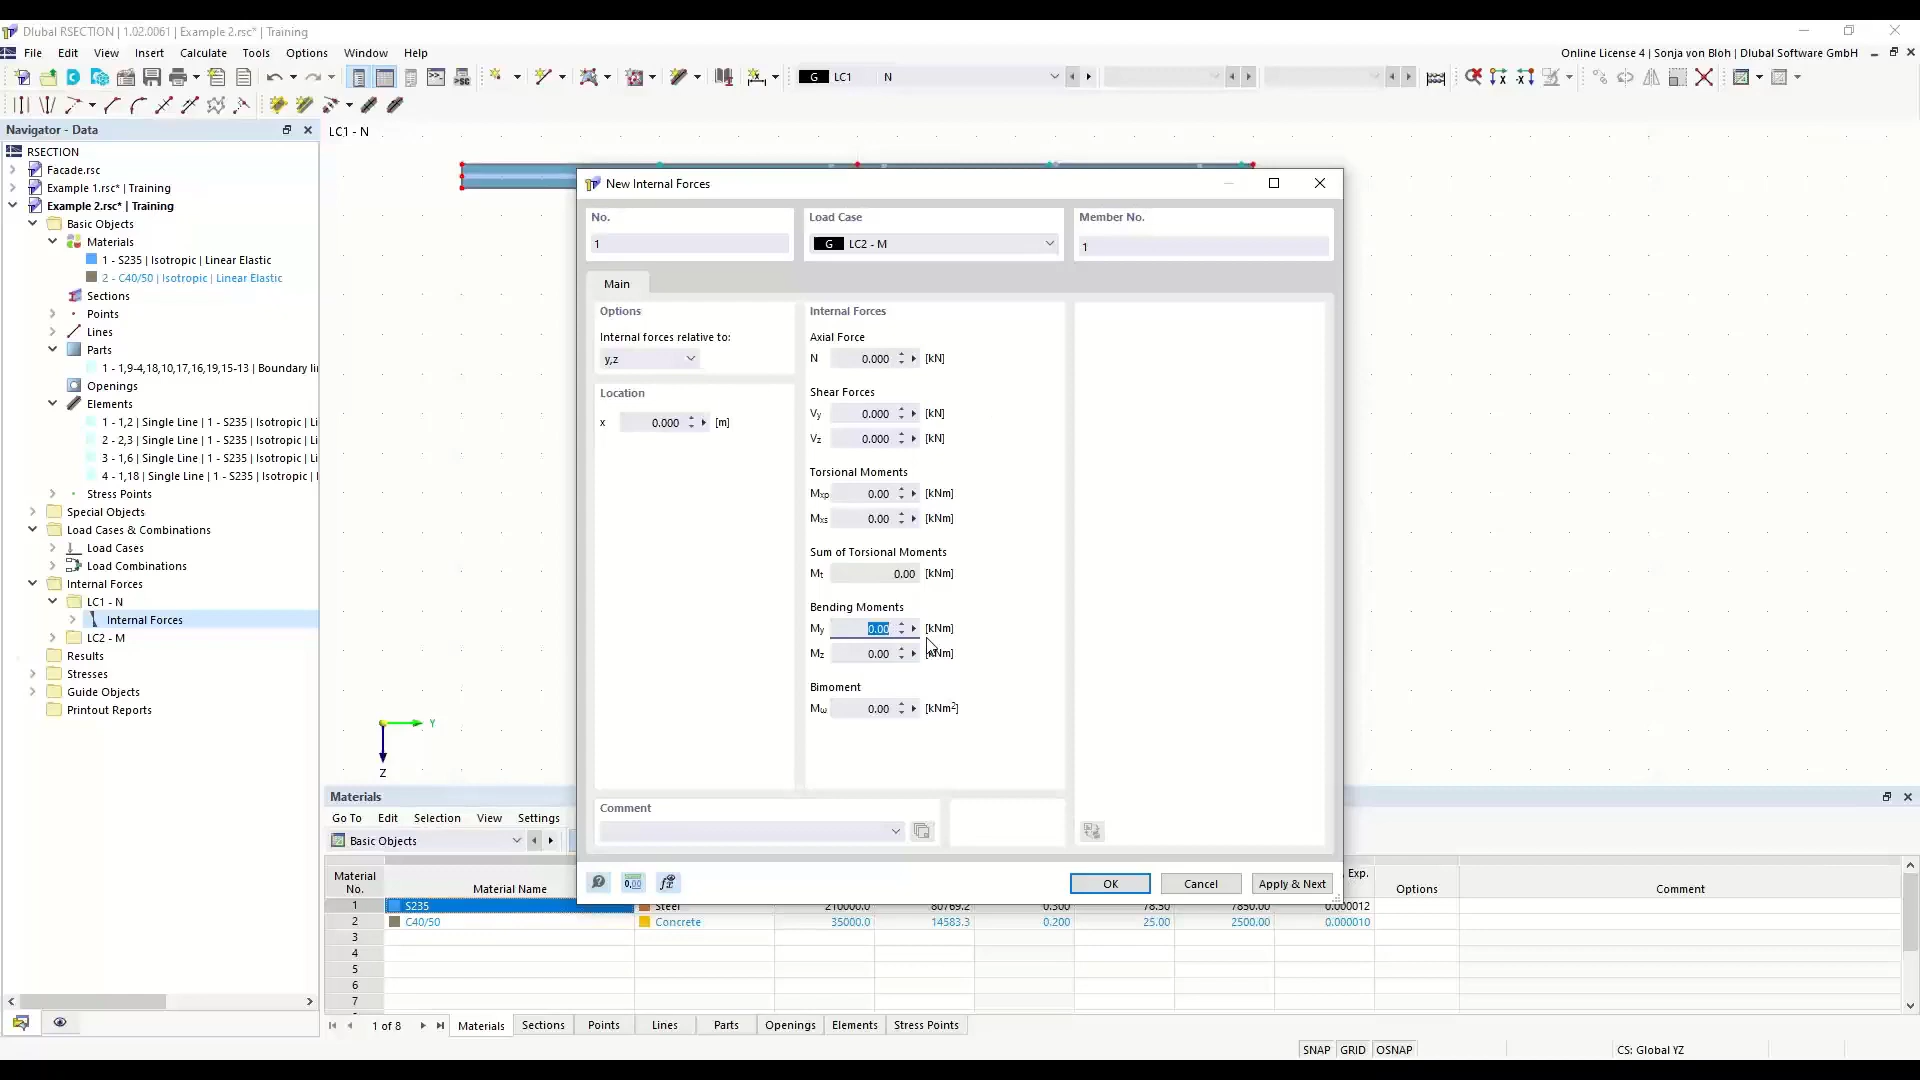 Dlubal RSECTION | 1.02.0061 | Example 2.rsc* | Training
File Edit View Insert Calculate Tools Options Window Help
Online License 4 | Sonja von Bloh | Dlubal Software GmbH
G LC1 N
Navigator - Data
RSECTION
Facade.rsc
Example 1.rsc* | Training
Example 2.rsc* | Training
Basic Objects
Materials
1 - S235 | Isotropic | Linear Elastic
2 - C40/50 | Isotropic | Linear Elastic
Sections
Points
Lines
Parts
1 - 1,9-4,18,10,17,16,19,15-13 | Boundary li
Openings
Elements
1 - 1,2 | Single Line | 1 - S235 | Isotropic | Li
2 - 2,3 | Single Line | 1 - S235 | Isotropic | Li
3 - 1,6 | Single Line | 1 - S235 | Isotropic | Li
4 - 1,18 | Single Line | 1 - S235 | Isotropic |
Stress Points
Special Objects
Load Cases & Combinations
Load Cases
Load Combinations
Internal Forces
LC1 - N
Internal Forces
LC2 - M
Results
Stresses
Guide Objects
Printout Reports
LC1 - N
Y
Z
New Internal Forces
No.
1
Load Case
G LC2 - M
Member No.
1
Main
Options
Internal forces relative to:
y,z
Location
x 0.000 [m]
Internal Forces
Axial Force
N 0.000 [kN]
Shear Forces
Vy 0.000 [kN]
Vz 0.000 [kN]
Torsional Moments
Mxp 0.00 [kNm]
Mxs 0.00 [kNm]
Sum of Torsional Moments
Mt 0.00 [kNm]
Bending Moments
My 0.00 [kNm]
Mz 0.00 [kNm]
Bimoment
Mω 0.00 [kNm²]
Comment
0,00
OK Cancel Apply & Next
Materials
Go To Edit Selection View Settings
Basic Objects
Material No. Material Name Exp. Options Comment
1 S235 Steel 210000.0 80769.2 0.300 78.50 7850.00 0.000012
2 C40/50 Concrete 35000.0 14583.3 0.200 25.00 2500.00 0.000010
3
4
5
6
7
1 of 8 Materials Sections Points Lines Parts Openings Elements Stress Points
SNAP GRID OSNAP CS: Global YZ